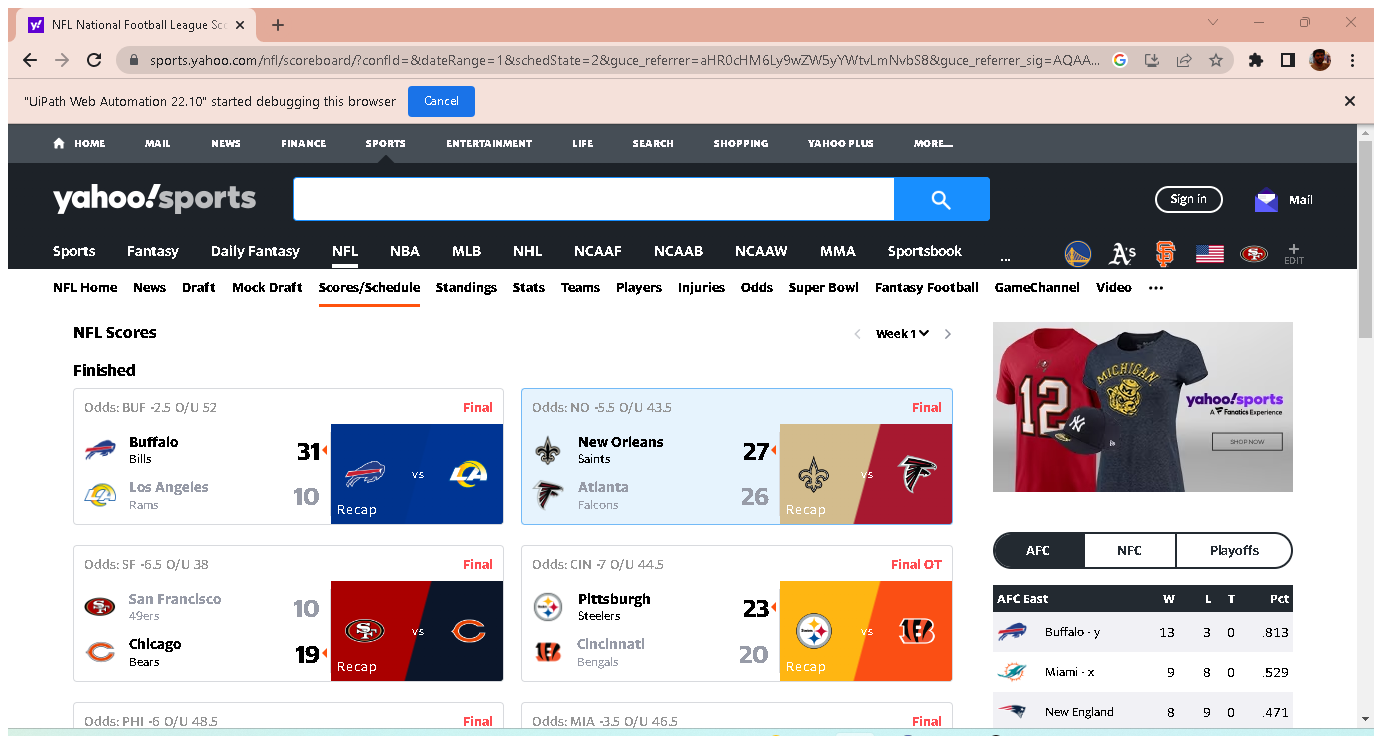 NFL National Football League Sco
sports.yahoo.com/nfl/scoreboard/?confId=&dateRange=1&schedState=2&guce_referrer=aHR0cHM6Ly9wZW5yYWtvLmNvbS8&guce_referrer_sig=AQAA...
"UiPath Web Automation 22.10" started debugging this browser Cancel
HOME MAIL NEWS FINANCE SPORTS ENTERTAINMENT LIFE SEARCH SHOPPING YAHOO PLUS MORE...
yahoo!sports Sign in Mail
Sports Fantasy Daily Fantasy NFL NBA MLB NHL NCAAF NCAAB NCAAW MMA Sportsbook ... A's SF EDIT
NFL Home News Draft Mock Draft Scores/Schedule Standings Stats Teams Players Injuries Odds Super Bowl Fantasy Football GameChannel Video •••
NFL Scores Week 1
Finished
Odds: BUF -2.5 O/U 52 Final
Buffalo 31
Bills
vs
Los Angeles 10
Rams
Recap
Odds: NO -5.5 O/U 43.5 Final
New Orleans 27
Saints
vs
Atlanta 26
Falcons
Recap
Odds: SF -6.5 O/U 38 Final
San Francisco 10
49ers
vs
Chicago 19
Bears
Recap
Odds: CIN -7 O/U 44.5 Final OT
Pittsburgh 23
Steelers
vs
Cincinnati 20
Bengals
Recap
Odds: PHI -6 O/U 48.5 Final
Odds: MIA -3.5 O/U 46.5 Final
12
MICHIGAN
yahoo!sports
A Fanatics Experience
SHOP NOW
AFC NFC Playoffs
AFC East W L T Pct
Buffalo - y 13 3 0 .813
Miami - x 9 8 0 .529
New England 8 9 0 .471